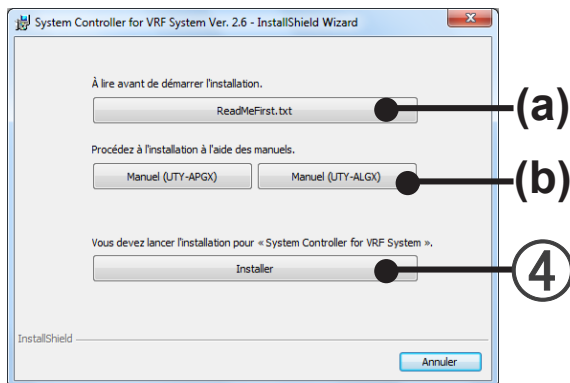 System Controller for VRF System Ver. 2.6 - InstallShield Wizard
À lire avant de démarrer l'installation.
ReadMeFirst.txt
(a)
Procédez à l'installation à l'aide des manuels.
Manuel (UTY-APGX) Manuel (UTY-ALGX)
(b)
Vous devez lancer l'installation pour « System Controller for VRF System ».
Installer
④
InstallShield
Annuler